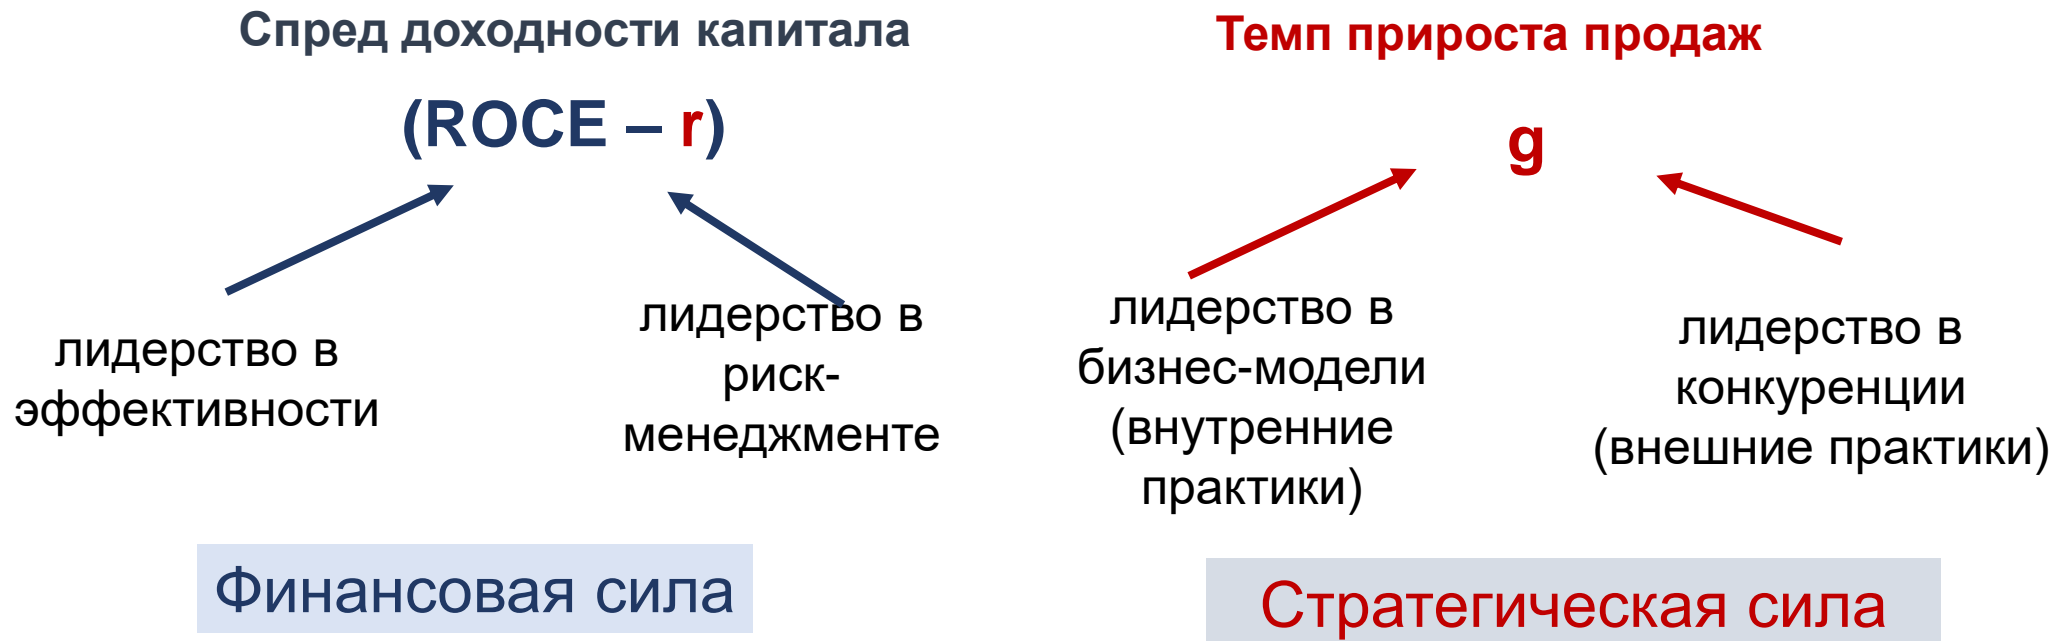 Спред доходности капитала
(ROCE – r)
лидерство в
эффективности
лидерство в
риск-
менеджменте
Финансовая сила
Темп прироста продаж
g
лидерство в
бизнес-модели
(внутренние
практики)
лидерство в
конкуренции
(внешние практики)
Стратегическая сила